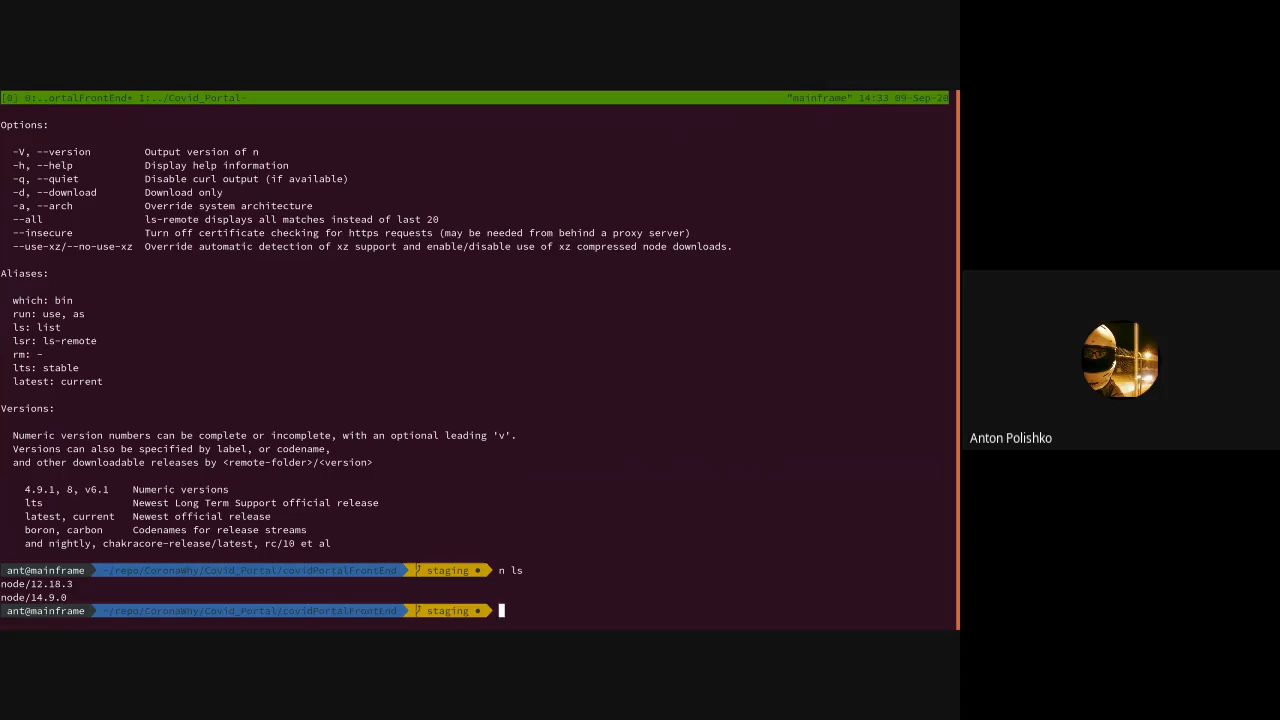 [0] 0:..ortalFrontEnd* 1:../Covid_Portal- "mainframe" 14:33 09-Sep-20
Options:
-V, --version Output version of n
-h, --help Display help information
-q, --quiet Disable curl output (if available)
-d, --download Download only
-a, --arch Override system architecture
--all ls-remote displays all matches instead of last 20
--insecure Turn off certificate checking for https requests (may be needed from behind a proxy server)
--use-xz/--no-use-xz Override automatic detection of xz support and enable/disable use of xz compressed node downloads.
Aliases:
which: bin
run: use, as
ls: list
lsr: ls-remote
rm: -
lts: stable
latest: current
Versions:
Numeric version numbers can be complete or incomplete, with an optional leading 'v'.
Versions can also be specified by label, or codename,
and other downloadable releases by <remote-folder>/<version>
4.9.1, 8, v6.1 Numeric versions
lts Newest Long Term Support official release
latest, current Newest official release
boron, carbon Codenames for release streams
and nightly, chakracore-release/latest, rc/10 et al
ant@mainframe ~/repo/CoronaWhy/Covid_Portal/covidPortalFrontEnd staging ● n ls
node/12.18.3
node/14.9.0
ant@mainframe ~/repo/CoronaWhy/Covid_Portal/covidPortalFrontEnd staging ●
Anton Polishko